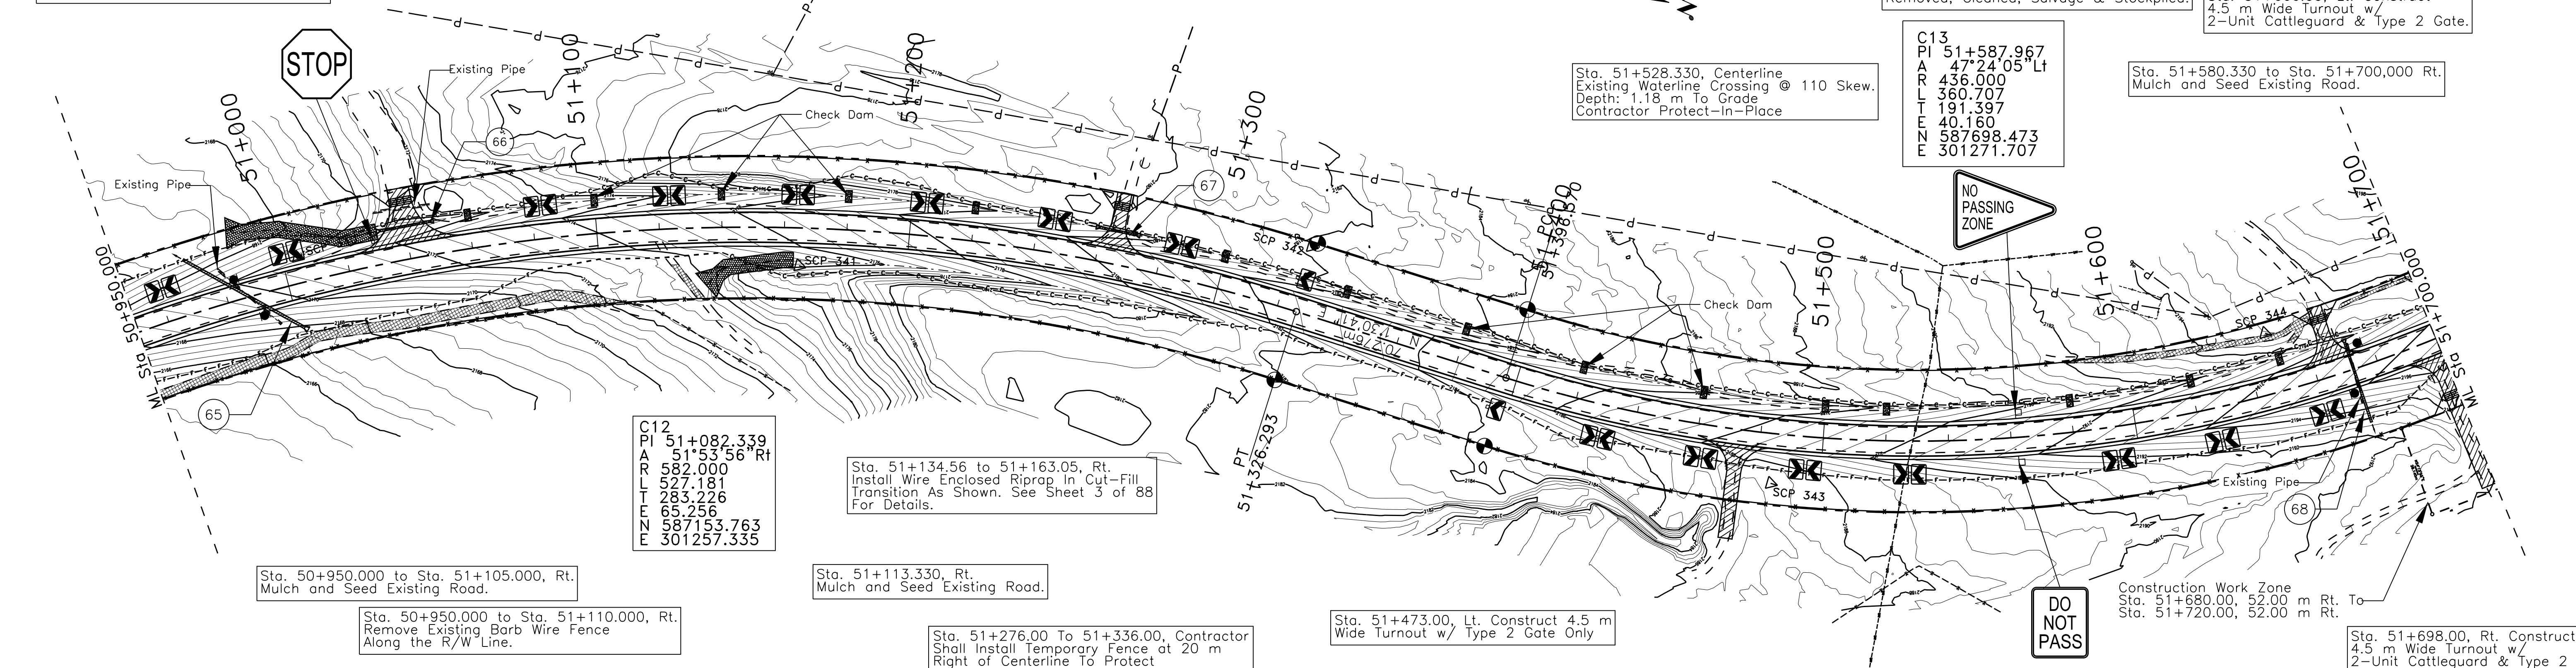 Removed, Cleaned, Salvage & Stockpiled.
4.5 m Wide Turnout w/
2-Unit Cattleguard & Type 2 Gate.
STOP
Existing Pipe
51+000
51+100
51+200
51+300
66
Check Dam
67
Existing Pipe
SCP 342
SCP 341
Sta. 51+528.330, Centerline
Existing Waterline Crossing @ 110 Skew.
Depth: 1.18 m To Grade
Contractor Protect-In-Place
C13
PI 51+587.967
A 47°24'05"Lt
R 436.000
L 360.707
T 191.397
E 40.160
N 587698.473
E 301271.707
Sta. 51+580.330 to Sta. 51+700,000 Rt.
Mulch and Seed Existing Road.
NO
PASSING
ZONE
51+500
51+600
51+700
Check Dam
SCP 344
ML Sta 50+950.000
ML Sta 51+700.000
70.276m
65
PT
51+326.293
SCP 343
Existing Pipe
68
C12
PI 51+082.339
A 51°53'56"Rt
R 582.000
L 527.181
T 283.226
E 65.256
N 587153.763
E 301257.335
Sta. 51+134.56 to 51+163.05, Rt.
Install Wire Enclosed Riprap In Cut-Fill
Transition As Shown. See Sheet 3 of 88
For Details.
Sta. 50+950.000 to Sta. 51+105.000, Rt.
Mulch and Seed Existing Road.
Sta. 51+113.330, Rt.
Mulch and Seed Existing Road.
Sta. 50+950.000 to Sta. 51+110.000, Rt.
Remove Existing Barb Wire Fence
Along the R/W Line.
Sta. 51+276.00 To 51+336.00, Contractor
Shall Install Temporary Fence at 20 m
Right of Centerline To Protect
Sta. 51+473.00, Lt. Construct 4.5 m
Wide Turnout w/ Type 2 Gate Only
DO
NOT
PASS
Construction Work Zone
Sta. 51+680.00, 52.00 m Rt. To
Sta. 51+720.00, 52.00 m Rt.
Sta. 51+698.00, Rt. Construct
4.5 m Wide Turnout w/
2-Unit Cattleguard & Type 2